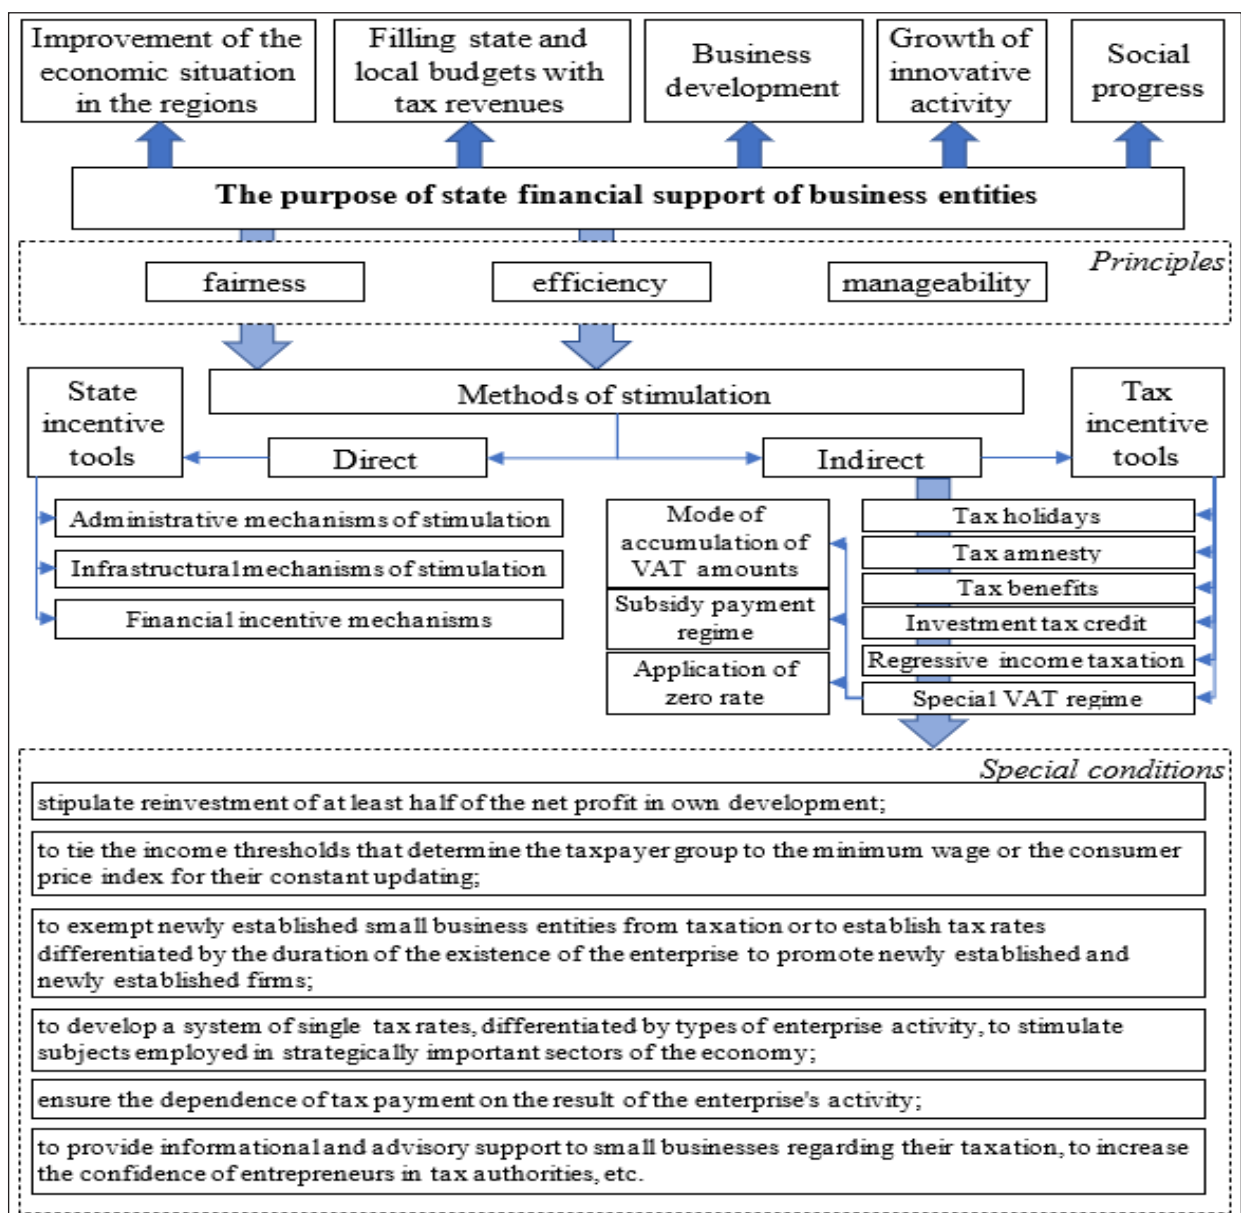 Improvement of the
economic situation
in the regions
Filling state and
local budgets with
tax revenues
Business
development
Growth of
innovative
activity
Social
progress
The purpose of state financial support of business entities
Principles
fairness
efficiency
manageability
Methods of stimulation
State
incentive
tools
Direct
Indirect
Tax
incentive
tools
Administrative mechanisms of stimulation
Infrastructural mechanisms of stimulation
Financial incentive mechanisms
Mode of
accumulation of
VAT amounts
Subsidy payment
regime
Application of
zero rate
Tax holidays
Tax amnesty
Tax benefits
Investment tax credit
Regressive income taxation
Special VAT regime
Special conditions
stipulate reinvestment of at least half of the net profit in own development;
to tie the income thresholds that determine the taxpayer group to the minimum wage or the consumer
price index for their constant updating;
to exempt newly established small business entities from taxation or to establish tax rates
differentiated by the duration of the existence of the enterprise to promote newly established and
newly established firms;
to develop a system of single tax rates, differentiated by types of enterprise activity, to stimulate
subjects employed in strategically important sectors of the economy;
ensure the dependence of tax payment on the result of the enterprise's activity;
to provide informational and advisory support to small businesses regarding their taxation, to increase
the confidence of entrepreneurs in tax authorities, etc.